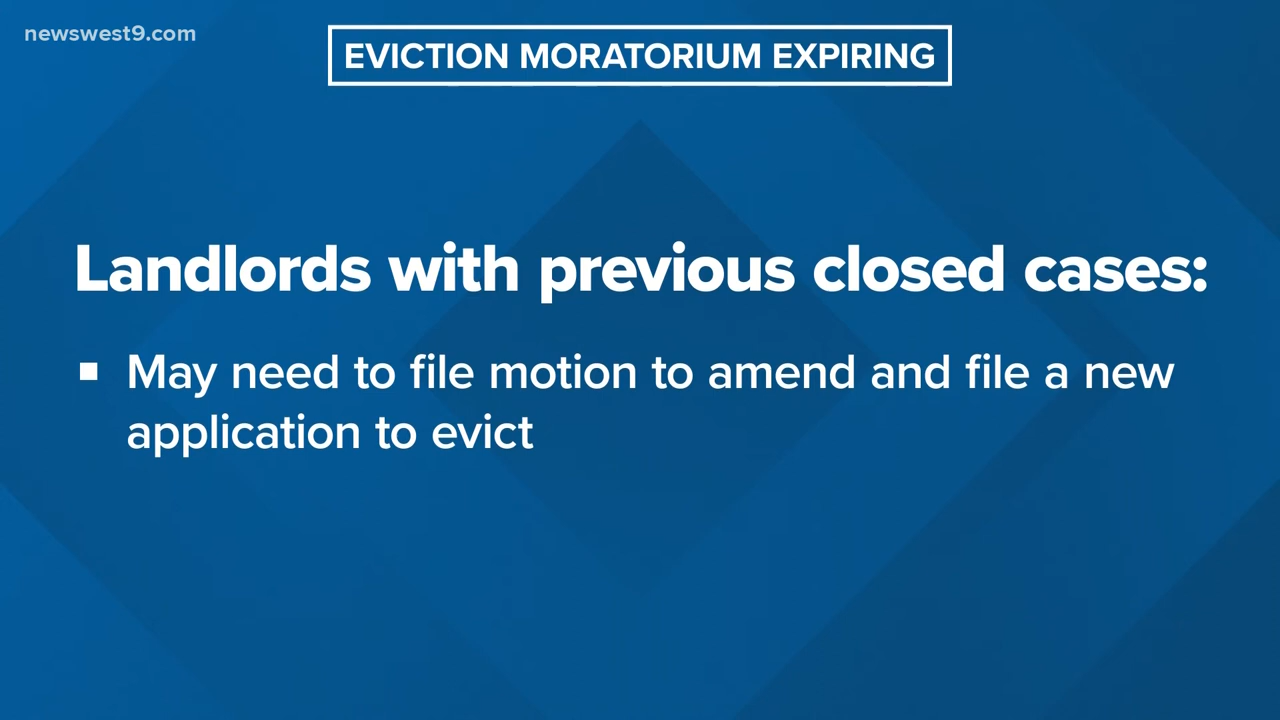 newswest9.com
EVICTION MORATORIUM EXPIRING
Landlords with previous closed cases:
▪ May need to file motion to amend and file a new
application to evict